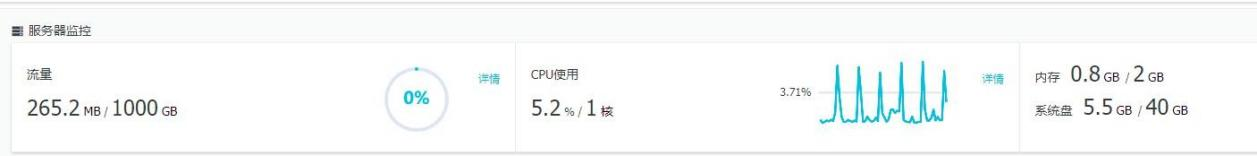 服务器监控
流量
265.2 MB / 1000 GB
0%
详情
CPU使用
5.2 % / 1 核
3.71%
详情
内存 0.8 GB / 2 GB
系统盘 5.5 GB / 40 GB